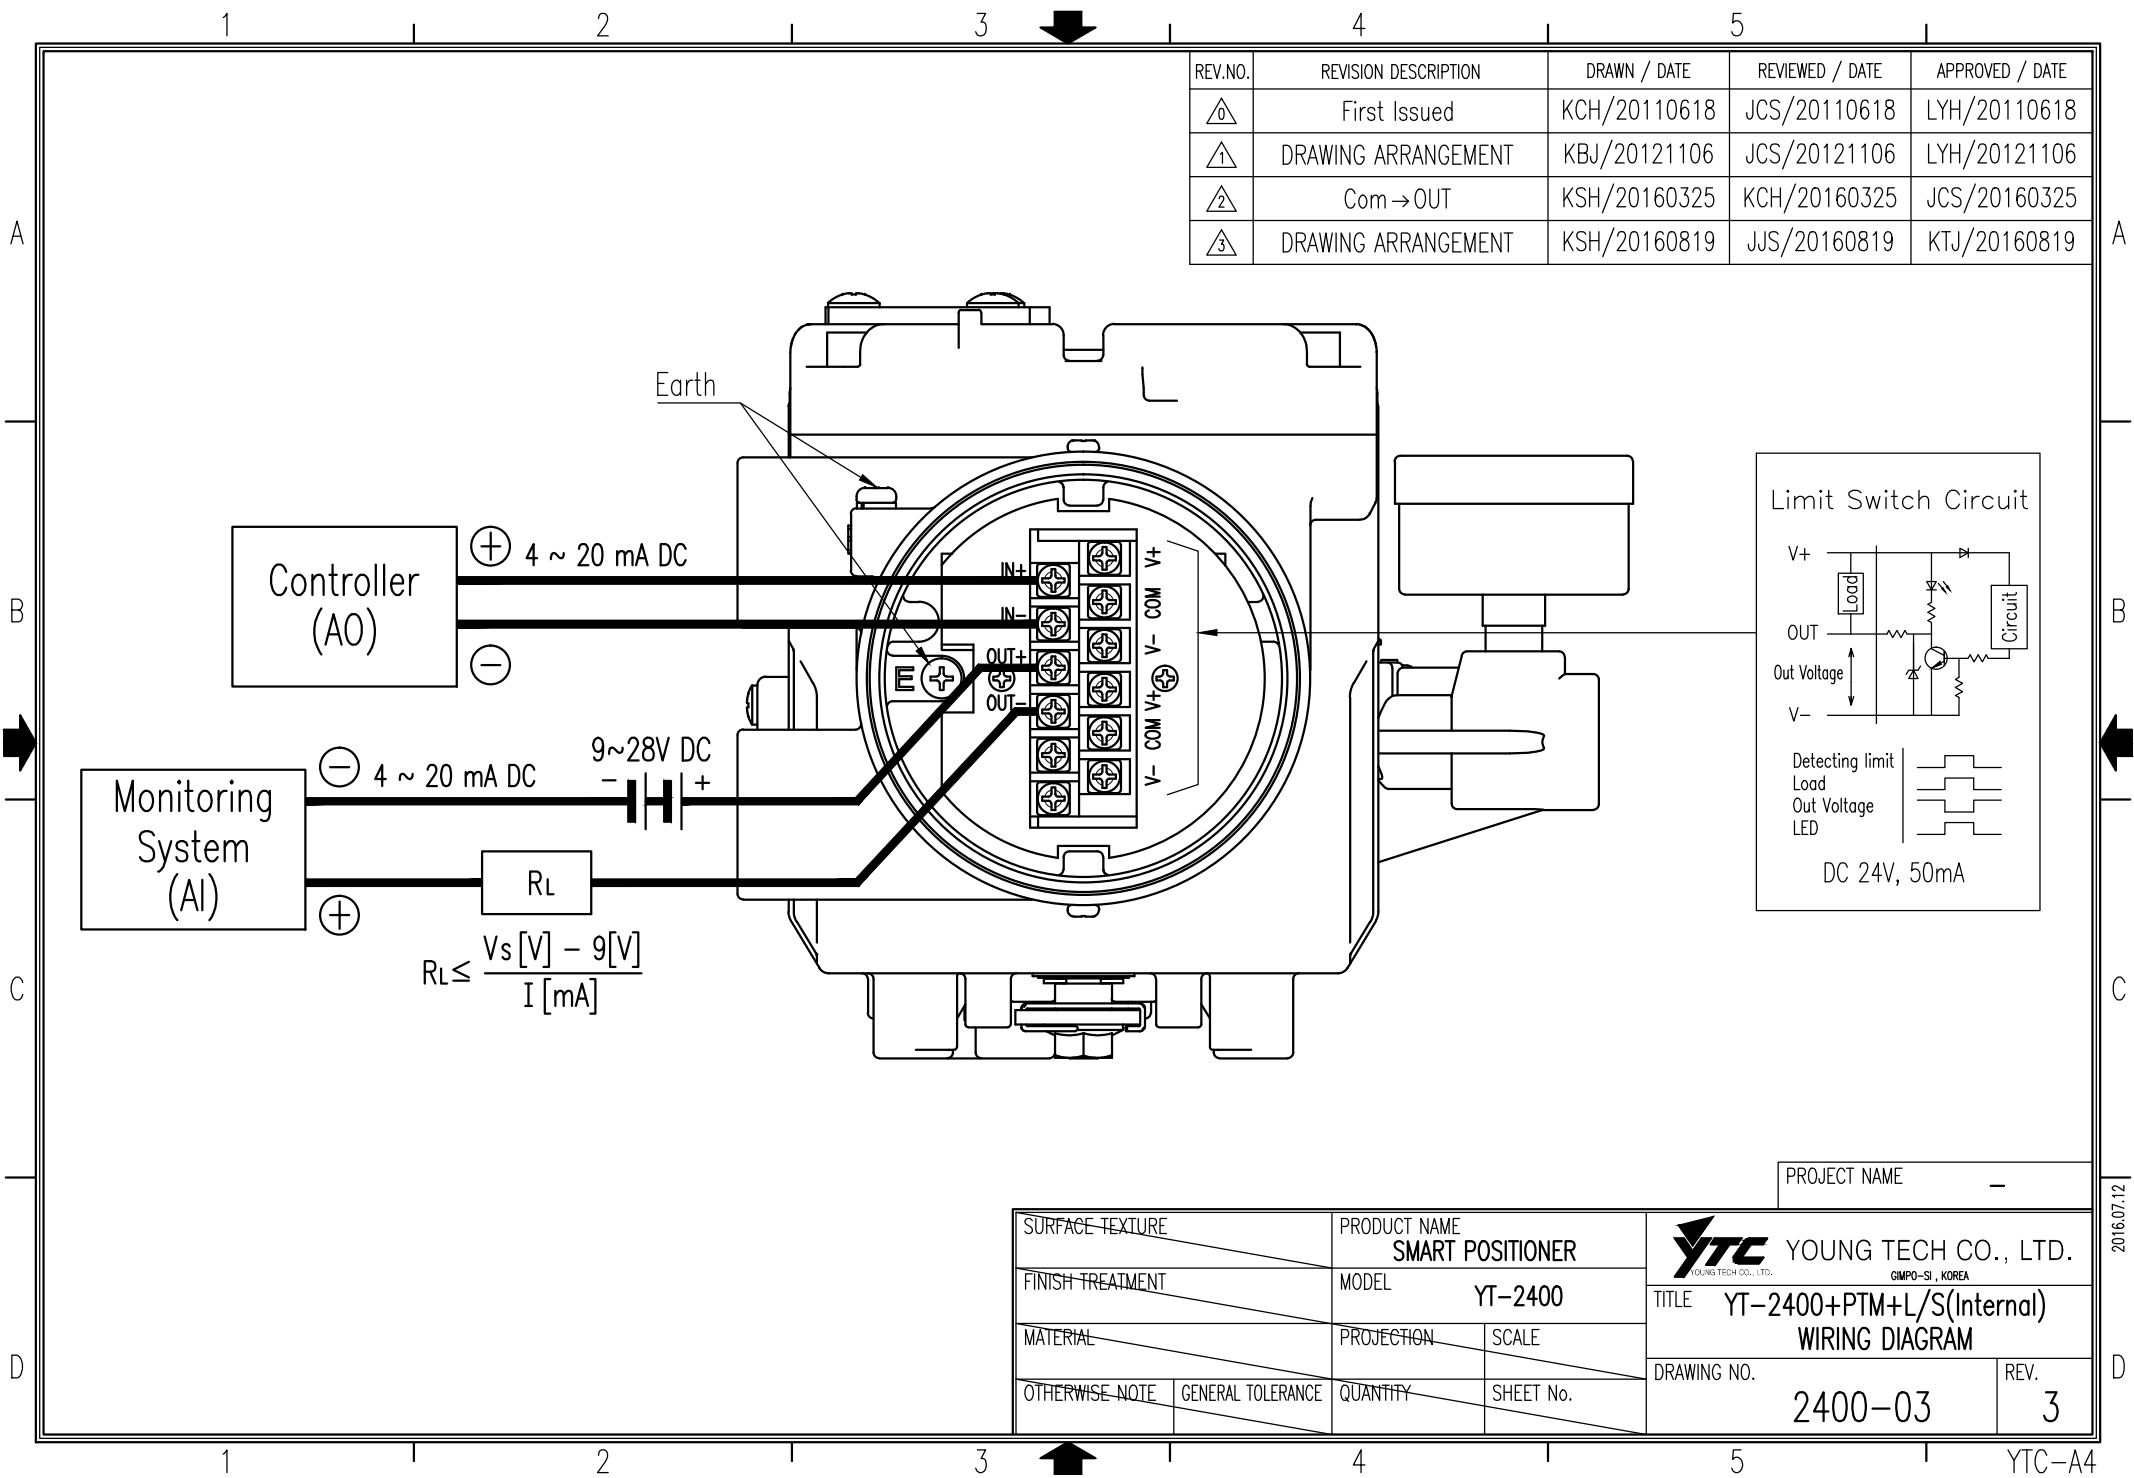 1 2 3 4 5
REV.NO. REVISION DESCRIPTION DRAWN / DATE REVIEWED / DATE APPROVED / DATE
0 First Issued KCH/20110618 JCS/20110618 LYH/20110618
1 DRAWING ARRANGEMENT KBJ/20121106 JCS/20121106 LYH/20121106
2 Com→OUT KSH/20160325 KCH/20160325 JCS/20160325
3 DRAWING ARRANGEMENT KSH/20160819 JJS/20160819 KTJ/20160819
A A
B B
C C
D D
Earth
Controller
(AO)
+ 4 ~ 20 mA DC
−
Monitoring
System
(AI)
− 4 ~ 20 mA DC
9~28V DC
− +
+
RL
RL≤ Vs[V] − 9[V]
I [mA]
IN+
IN−
OUT+
OUT−
E
V+
COM
V−
V+
COM
V−
Limit Switch Circuit
V+
Load
OUT
Out Voltage
V−
Circuit
Detecting limit
Load
Out Voltage
LED
DC 24V, 50mA
PROJECT NAME −
SURFACE TEXTURE
FINISH TREATMENT
MATERIAL
OTHERWISE NOTE GENERAL TOLERANCE
PRODUCT NAME
SMART POSITIONER
MODEL
YT−2400
PROJECTION SCALE
QUANTITY SHEET No.
YTC
YOUNG TECH CO., LTD.
YOUNG TECH CO., LTD.
GIMPO−SI , KOREA
TITLE YT−2400+PTM+L/S(Internal)
WIRING DIAGRAM
DRAWING NO.
2400−03
REV.
3
2016.07.12
1 2 3 4 5
YTC−A4